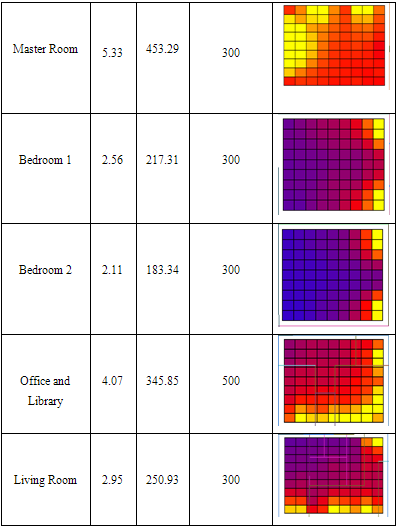 Master Room 5.33 453.29 300
Bedroom 1 2.56 217.31 300
Bedroom 2 2.11 183.34 300
Office and
Library 4.07 345.85 500
Living Room 2.95 250.93 300